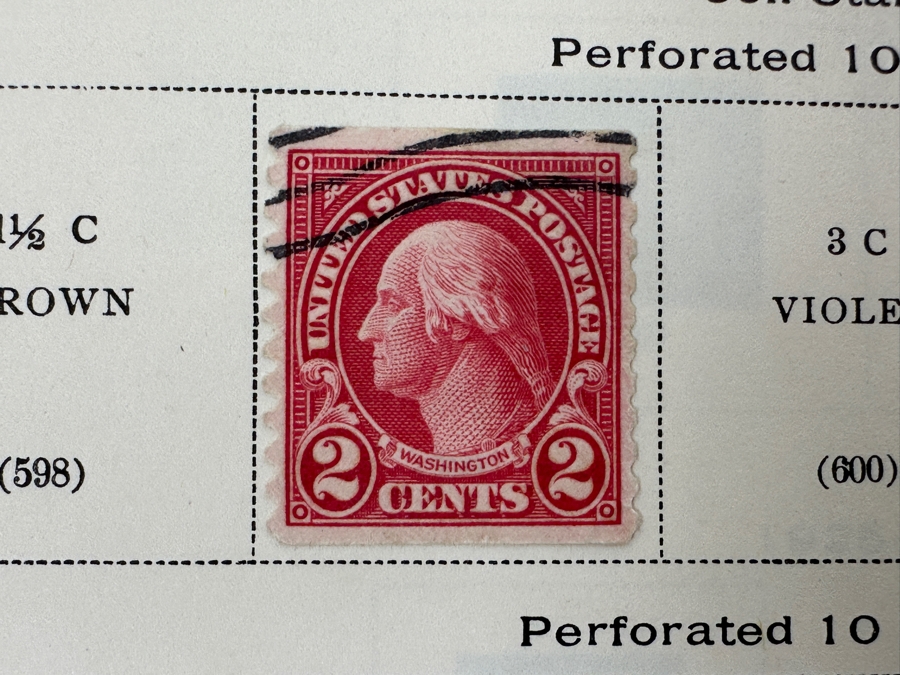 Perforated 10
1½ C
ROWN
(598)
UNITED STATES POSTAGE
WASHINGTON
2 CENTS 2
3 C
VIOLE
(600)
Perforated 10